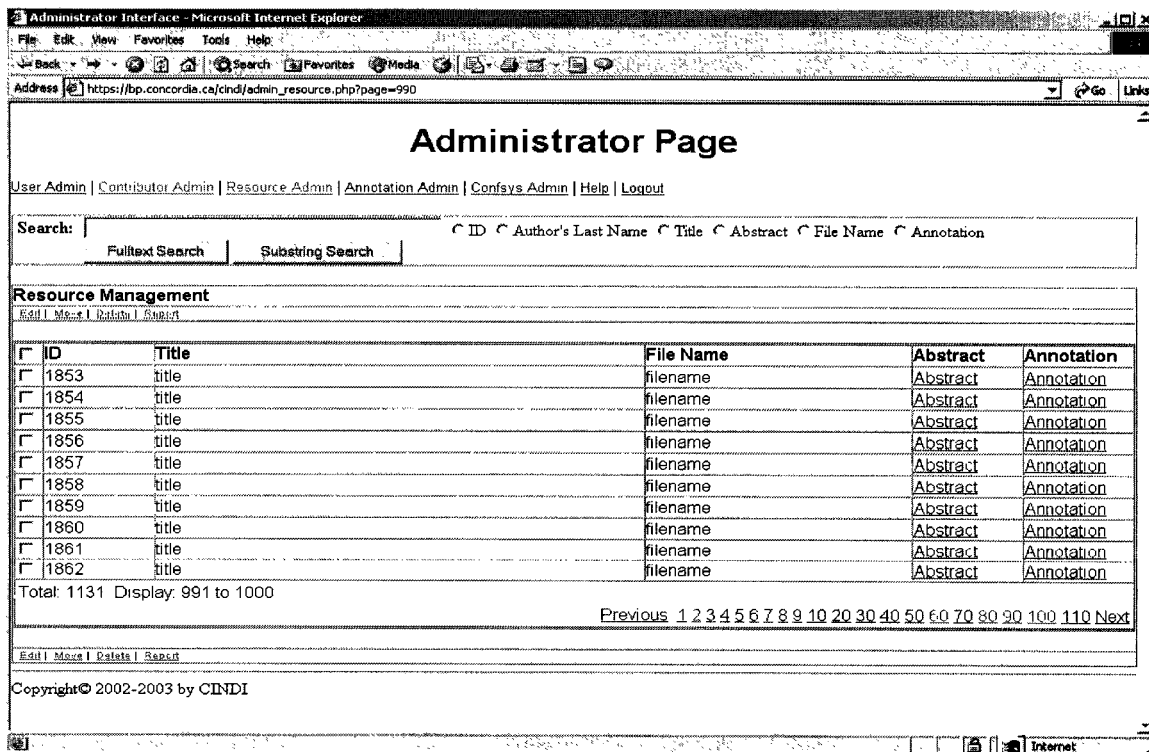 Administrator Interface - Microsoft Internet Explorer
File Edit View Favorites Tools Help
Back Search Favorites Media
Address https://bp.concordia.ca/cindi/admin_resource.php?page=990 Go Links
Administrator Page
User Admin | Contributor Admin | Resource Admin | Annotation Admin | Confsys Admin | Help | Logout
Search: ID Author's Last Name Title Abstract File Name Annotation
Fulltext Search Substring Search
Resource Management
Edit | Move | Delete | Report
ID Title File Name Abstract Annotation
1853 title filename Abstract Annotation
1854 title filename Abstract Annotation
1855 title filename Abstract Annotation
1856 title filename Abstract Annotation
1857 title filename Abstract Annotation
1858 title filename Abstract Annotation
1859 title filename Abstract Annotation
1860 title filename Abstract Annotation
1861 title filename Abstract Annotation
1862 title filename Abstract Annotation
Total: 1131 Display: 991 to 1000
Previous 1 2 3 4 5 6 7 8 9 10 20 30 40 50 60 70 80 90 100 110 Next
Edit | Move | Delete | Report
Copyright© 2002-2003 by CINDI
Internet